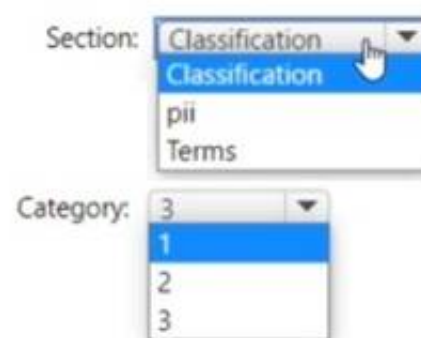 Section: Classification
Classification
pii
Terms
Category: 3
1
2
3